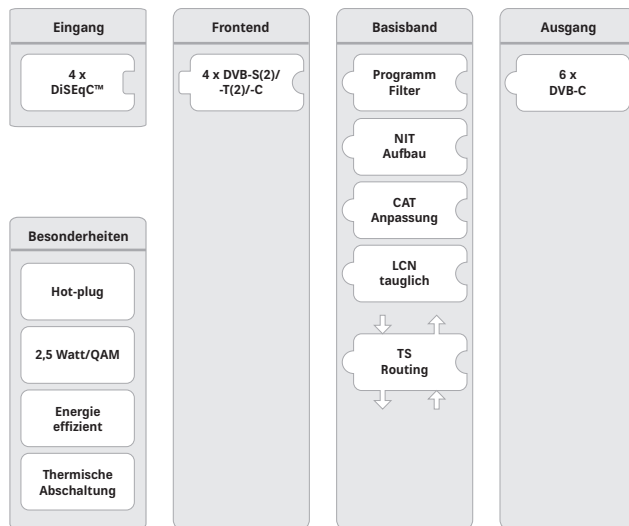 Eingang
4 x
DiSEqC™
Besonderheiten
Hot-plug
2,5 Watt/QAM
Energie
effizient
Thermische
Abschaltung
Frontend
4 x DVB-S(2)/
-T(2)/-C
Basisband
Programm
Filter
NIT
Aufbau
CAT
Anpassung
LCN
tauglich
TS
Routing
Ausgang
6 x
DVB-C